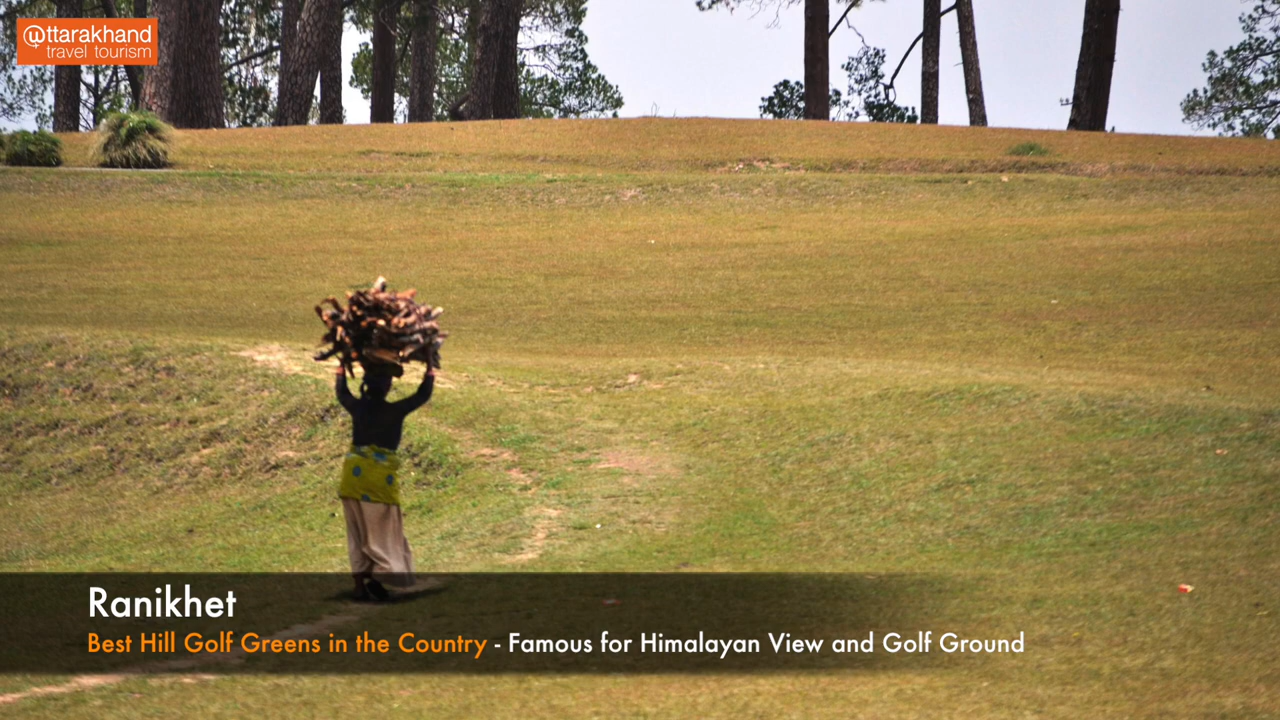 @ttarakhand
travel tourism
Ranikhet
Best Hill Golf Greens in the Country - Famous for Himalayan View and Golf Ground